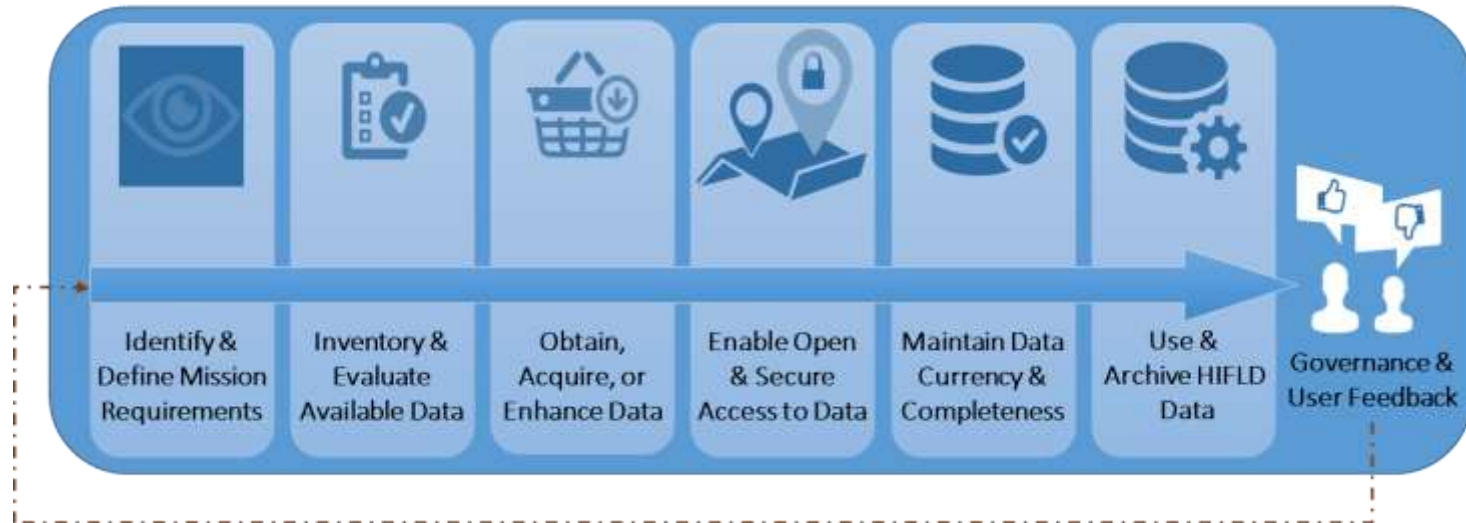 Identify &
Define Mission
Requirements
Inventory &
Evaluate
Available Data
Obtain,
Acquire, or
Enhance Data
Enable Open
& Secure
Access to Data
Maintain Data
Currency &
Completeness
Use &
Archive HIFLD
Data
Governance &
User Feedback